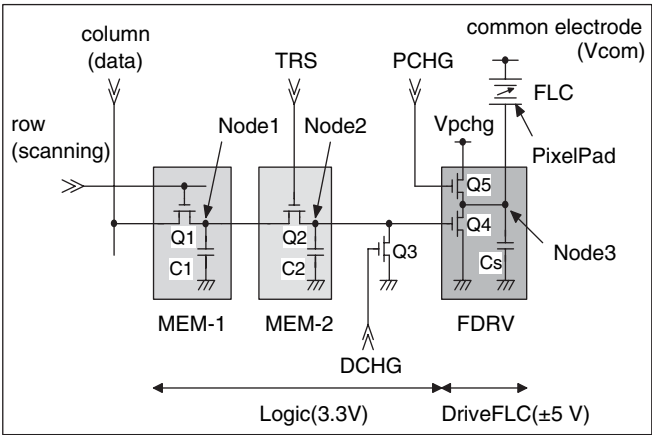 common electrode
(Vcom)
column
(data)
TRS
PCHG
FLC
row
(scanning)
Node1
Node2
Vpchg
PixelPad
Q5
Q1
Q2
Q3
Q4
Node3
C1
C2
Cs
MEM-1
MEM-2
FDRV
DCHG
Logic(3.3V)
DriveFLC(±5 V)